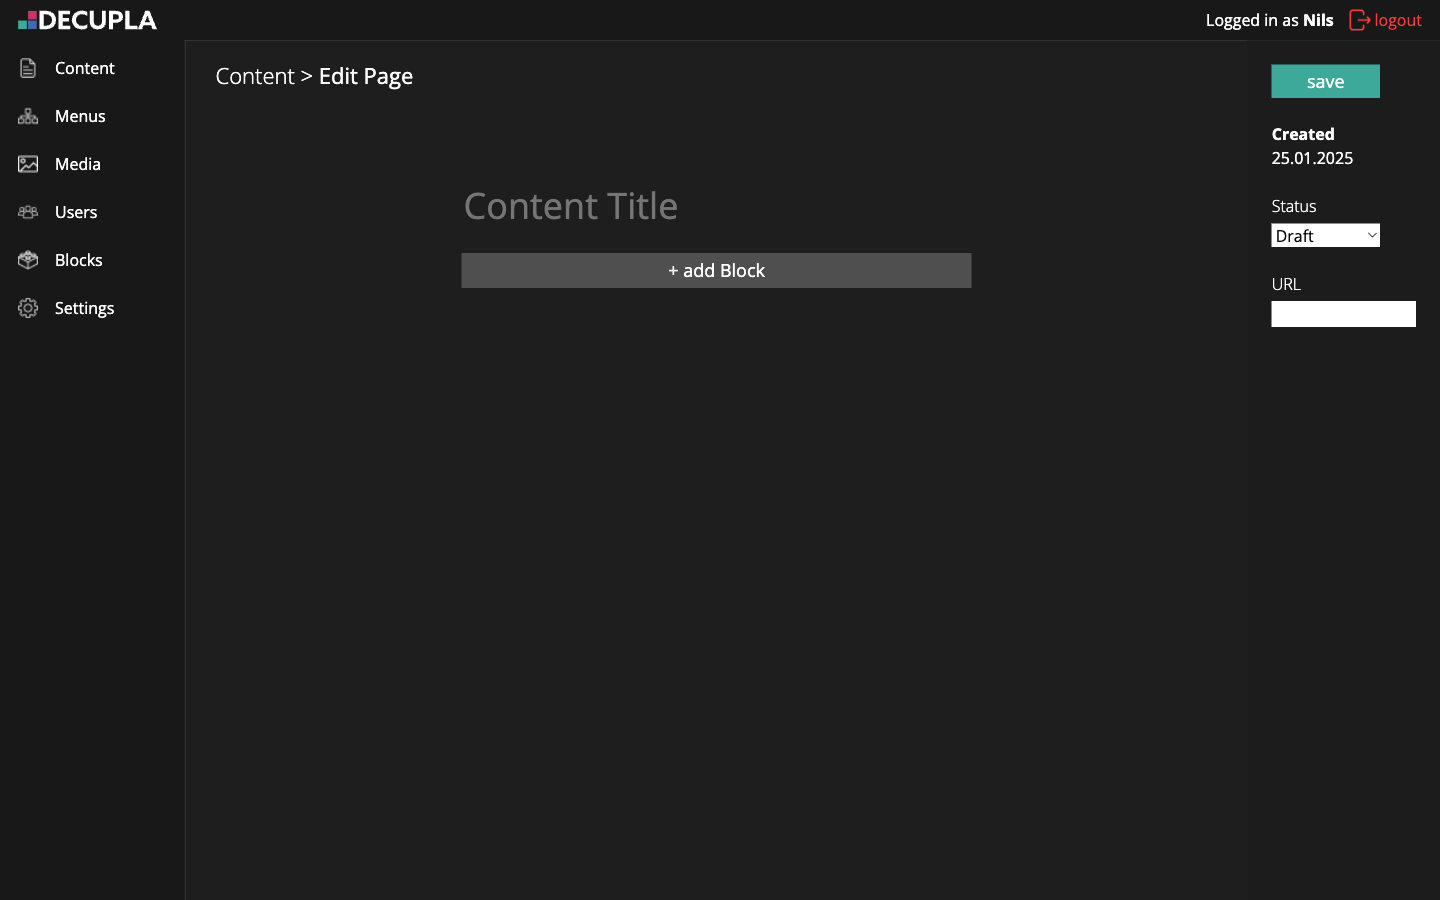 DECUPLA
Logged in as Nils
logout
Content
Menus
Media
Users
Blocks
Settings
Content > Edit Page
Content Title
+ add Block
save
Created
25.01.2025
Status
Draft
URL